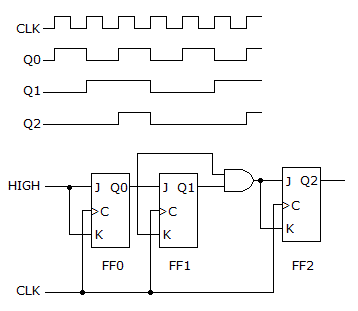 CLK
Q0
Q1
Q2
HIGH J Q0 J Q1 J Q2
C C C
K K K
FF0 FF1 FF2
CLK